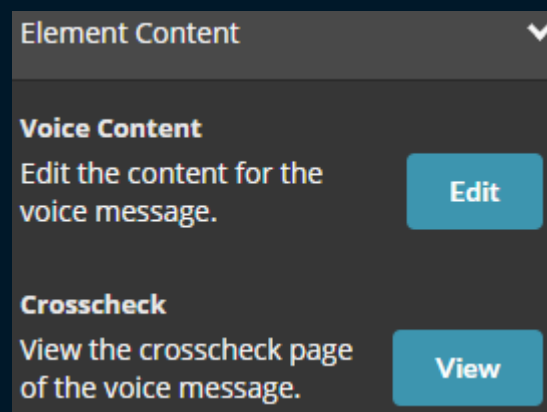 Element Content
Voice Content
Edit the content for the
voice message.
Edit
Crosscheck
View the crosscheck page
of the voice message.
View